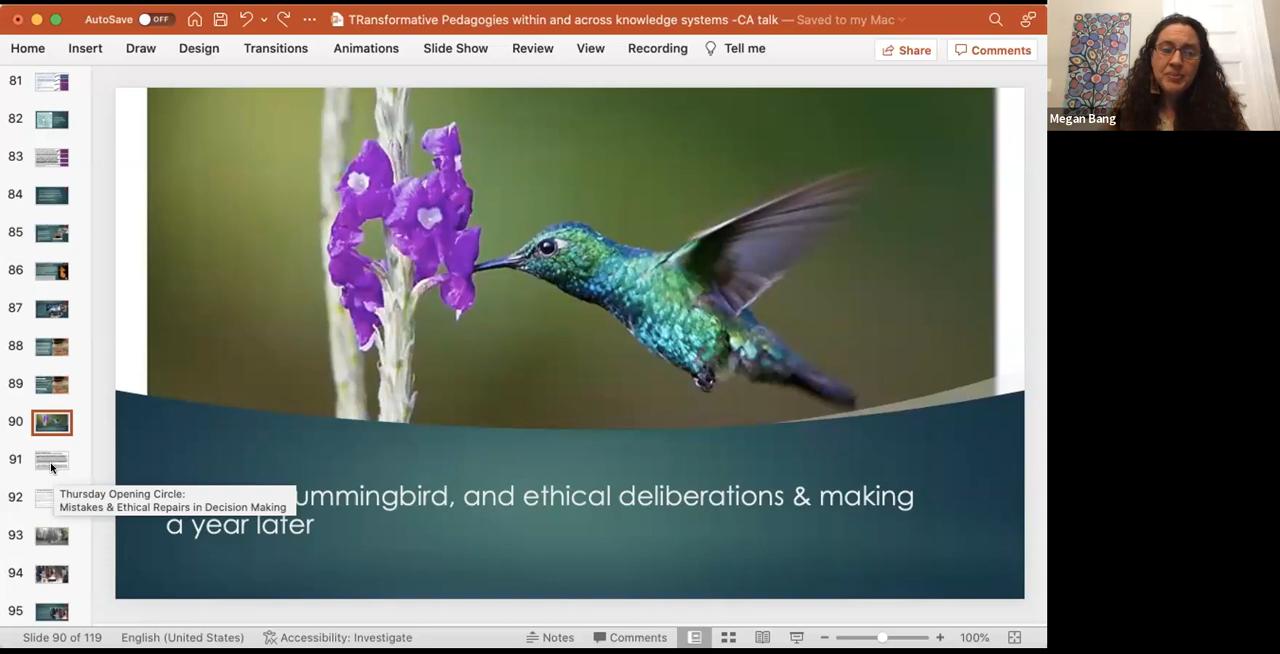 AutoSave OFF TRansformative Pedagogies within and across knowledge systems -CA talk — Saved to my Mac
Home Insert Draw Design Transitions Animations Slide Show Review View Recording Tell me Share Comments
Megan Bang
81
82
83
84
85
86
87
88
89
90
91
92
93
94
95
Thursday Opening Circle:
Mistakes & Ethical Repairs in Decision Making
ummingbird, and ethical deliberations & making
a year later
Slide 90 of 119 English (United States) Accessibility: Investigate Notes Comments 100%